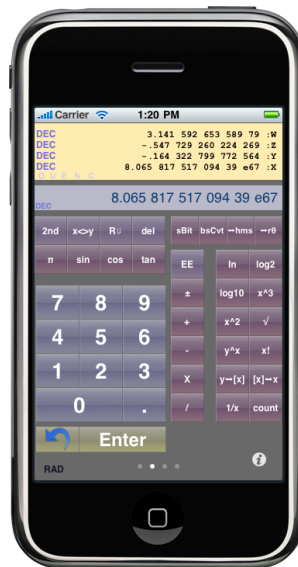 Carrier 1:20 PM
DEC 3.141 592 653 589 79 :W
DEC -.547 729 260 224 269 :Z
DEC -.164 322 799 772 564 :Y
DEC 8.065 817 517 094 39 e67 :X
O U E N C
DEC 8.065 817 517 094 39 e67
2nd x<>y R⇩ del sBit bsCvt →hms →rθ
π sin cos tan EE ln log2
7 8 9 ± log10 x^3
4 5 6 + x^2 √
- y^x x!
1 2 3 X y→[x] [x]→x
0 . / 1/x count
Enter
RAD i